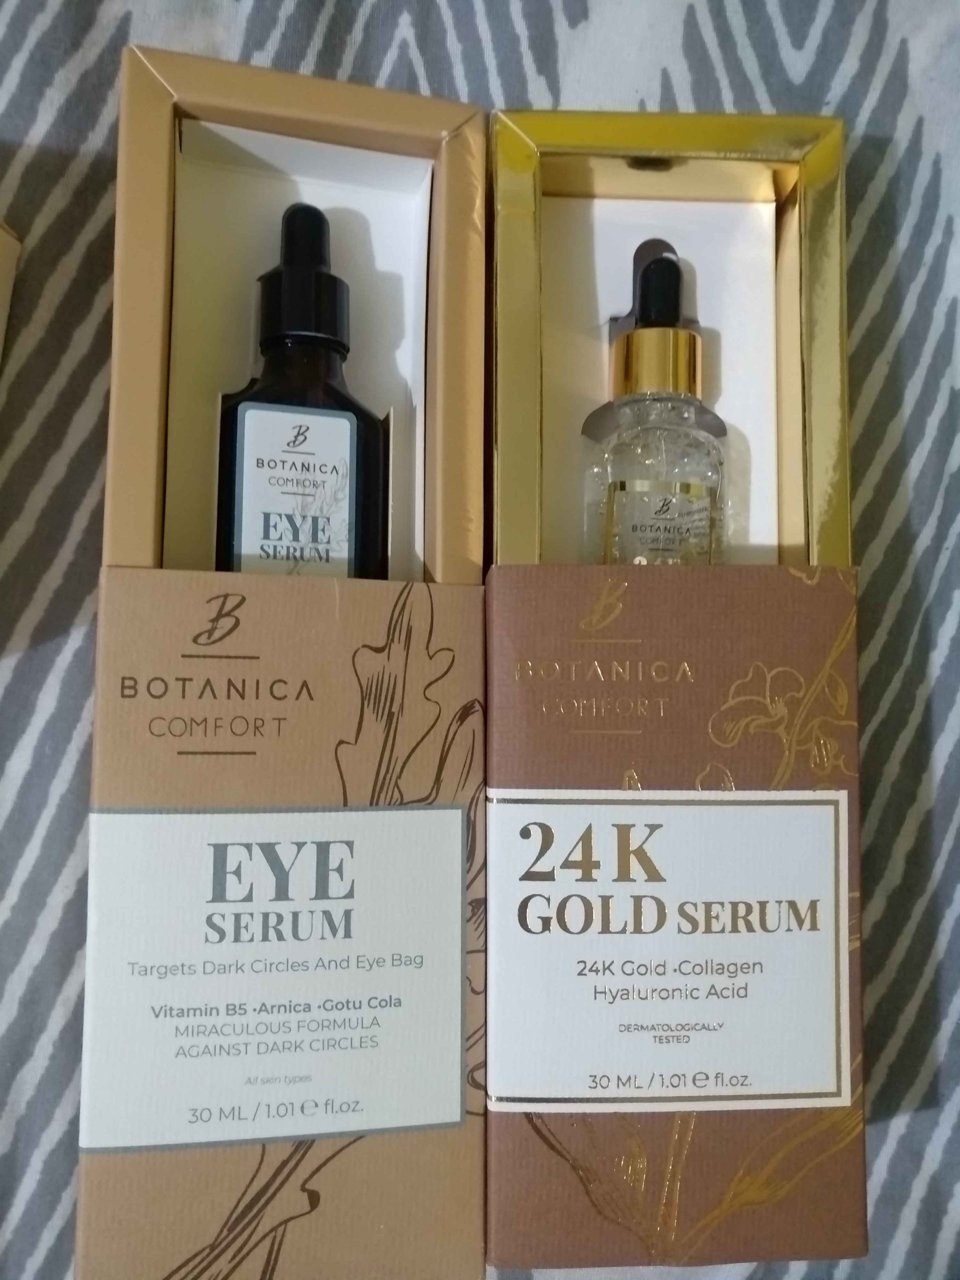 B
BOTANICA
COMFORT
EYE
SERUM
B
BOTANICA
COMFORT
B
BOTANICA
COMFORT
EYE
SERUM
Targets Dark Circles And Eye Bag
Vitamin B5 •Arnica •Gotu Cola
MIRACULOUS FORMULA
AGAINST DARK CIRCLES
All skin types
30 ML / 1.01 ℮ fl.oz.
B
BOTANICA
COMFORT
24K
GOLD SERUM
24K Gold •Collagen
Hyaluronic Acid
DERMATOLOGICALLY
TESTED
30 ML / 1.01 ℮ fl.oz.